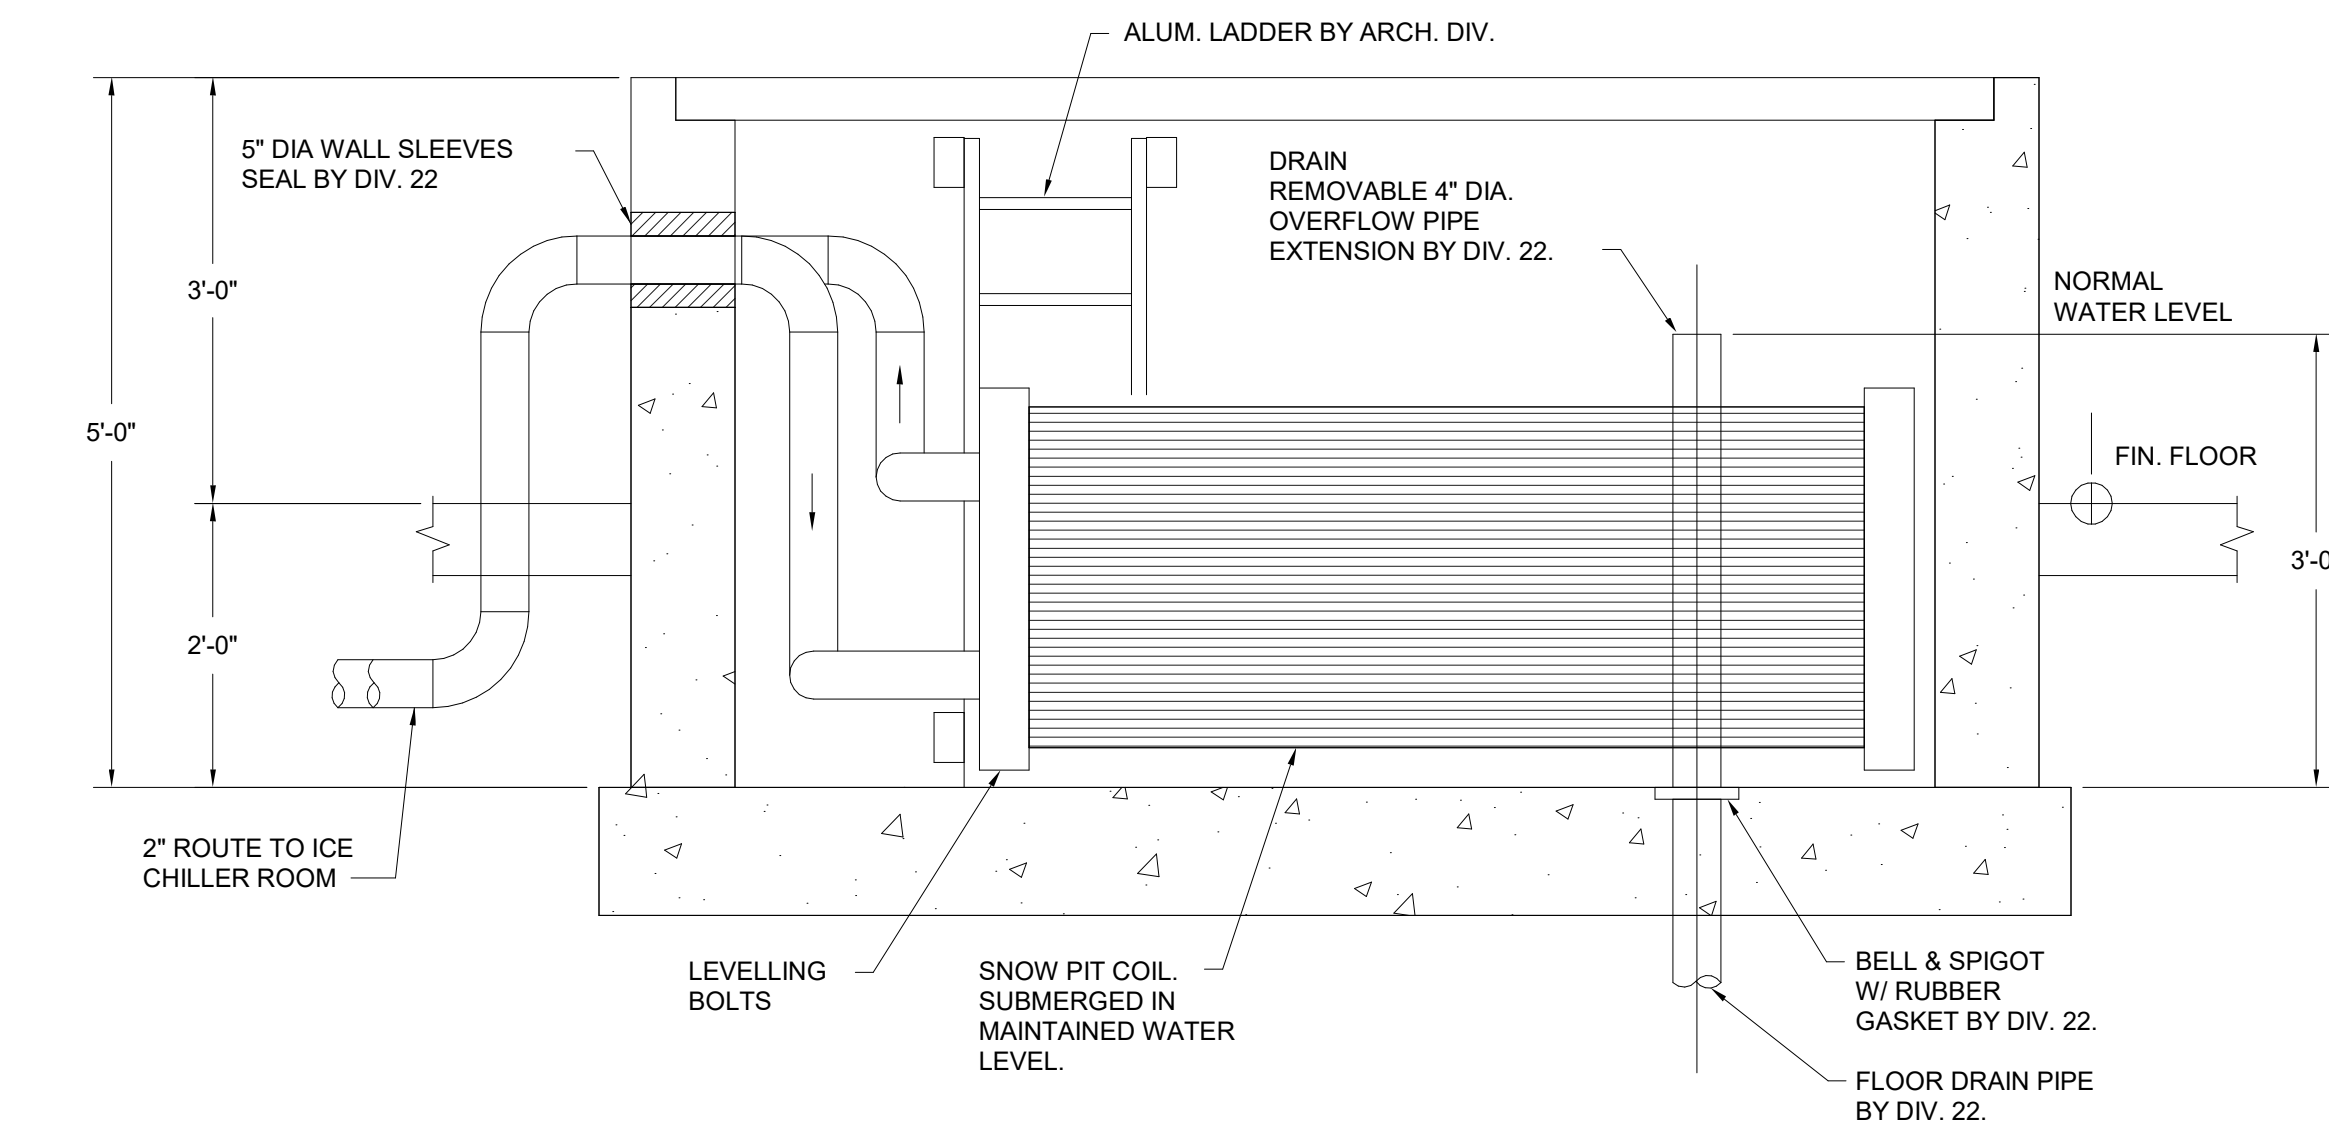 ALUM. LADDER BY ARCH. DIV.
5" DIA WALL SLEEVES
SEAL BY DIV. 22
DRAIN
REMOVABLE 4" DIA.
OVERFLOW PIPE
EXTENSION BY DIV. 22.
NORMAL
WATER LEVEL
3'-0"
5'-0"
FIN. FLOOR
3'-0
2'-0"
2" ROUTE TO ICE
CHILLER ROOM
LEVELLING
BOLTS
SNOW PIT COIL.
SUBMERGED IN
MAINTAINED WATER
LEVEL.
BELL & SPIGOT
W/ RUBBER
GASKET BY DIV. 22.
FLOOR DRAIN PIPE
BY DIV. 22.